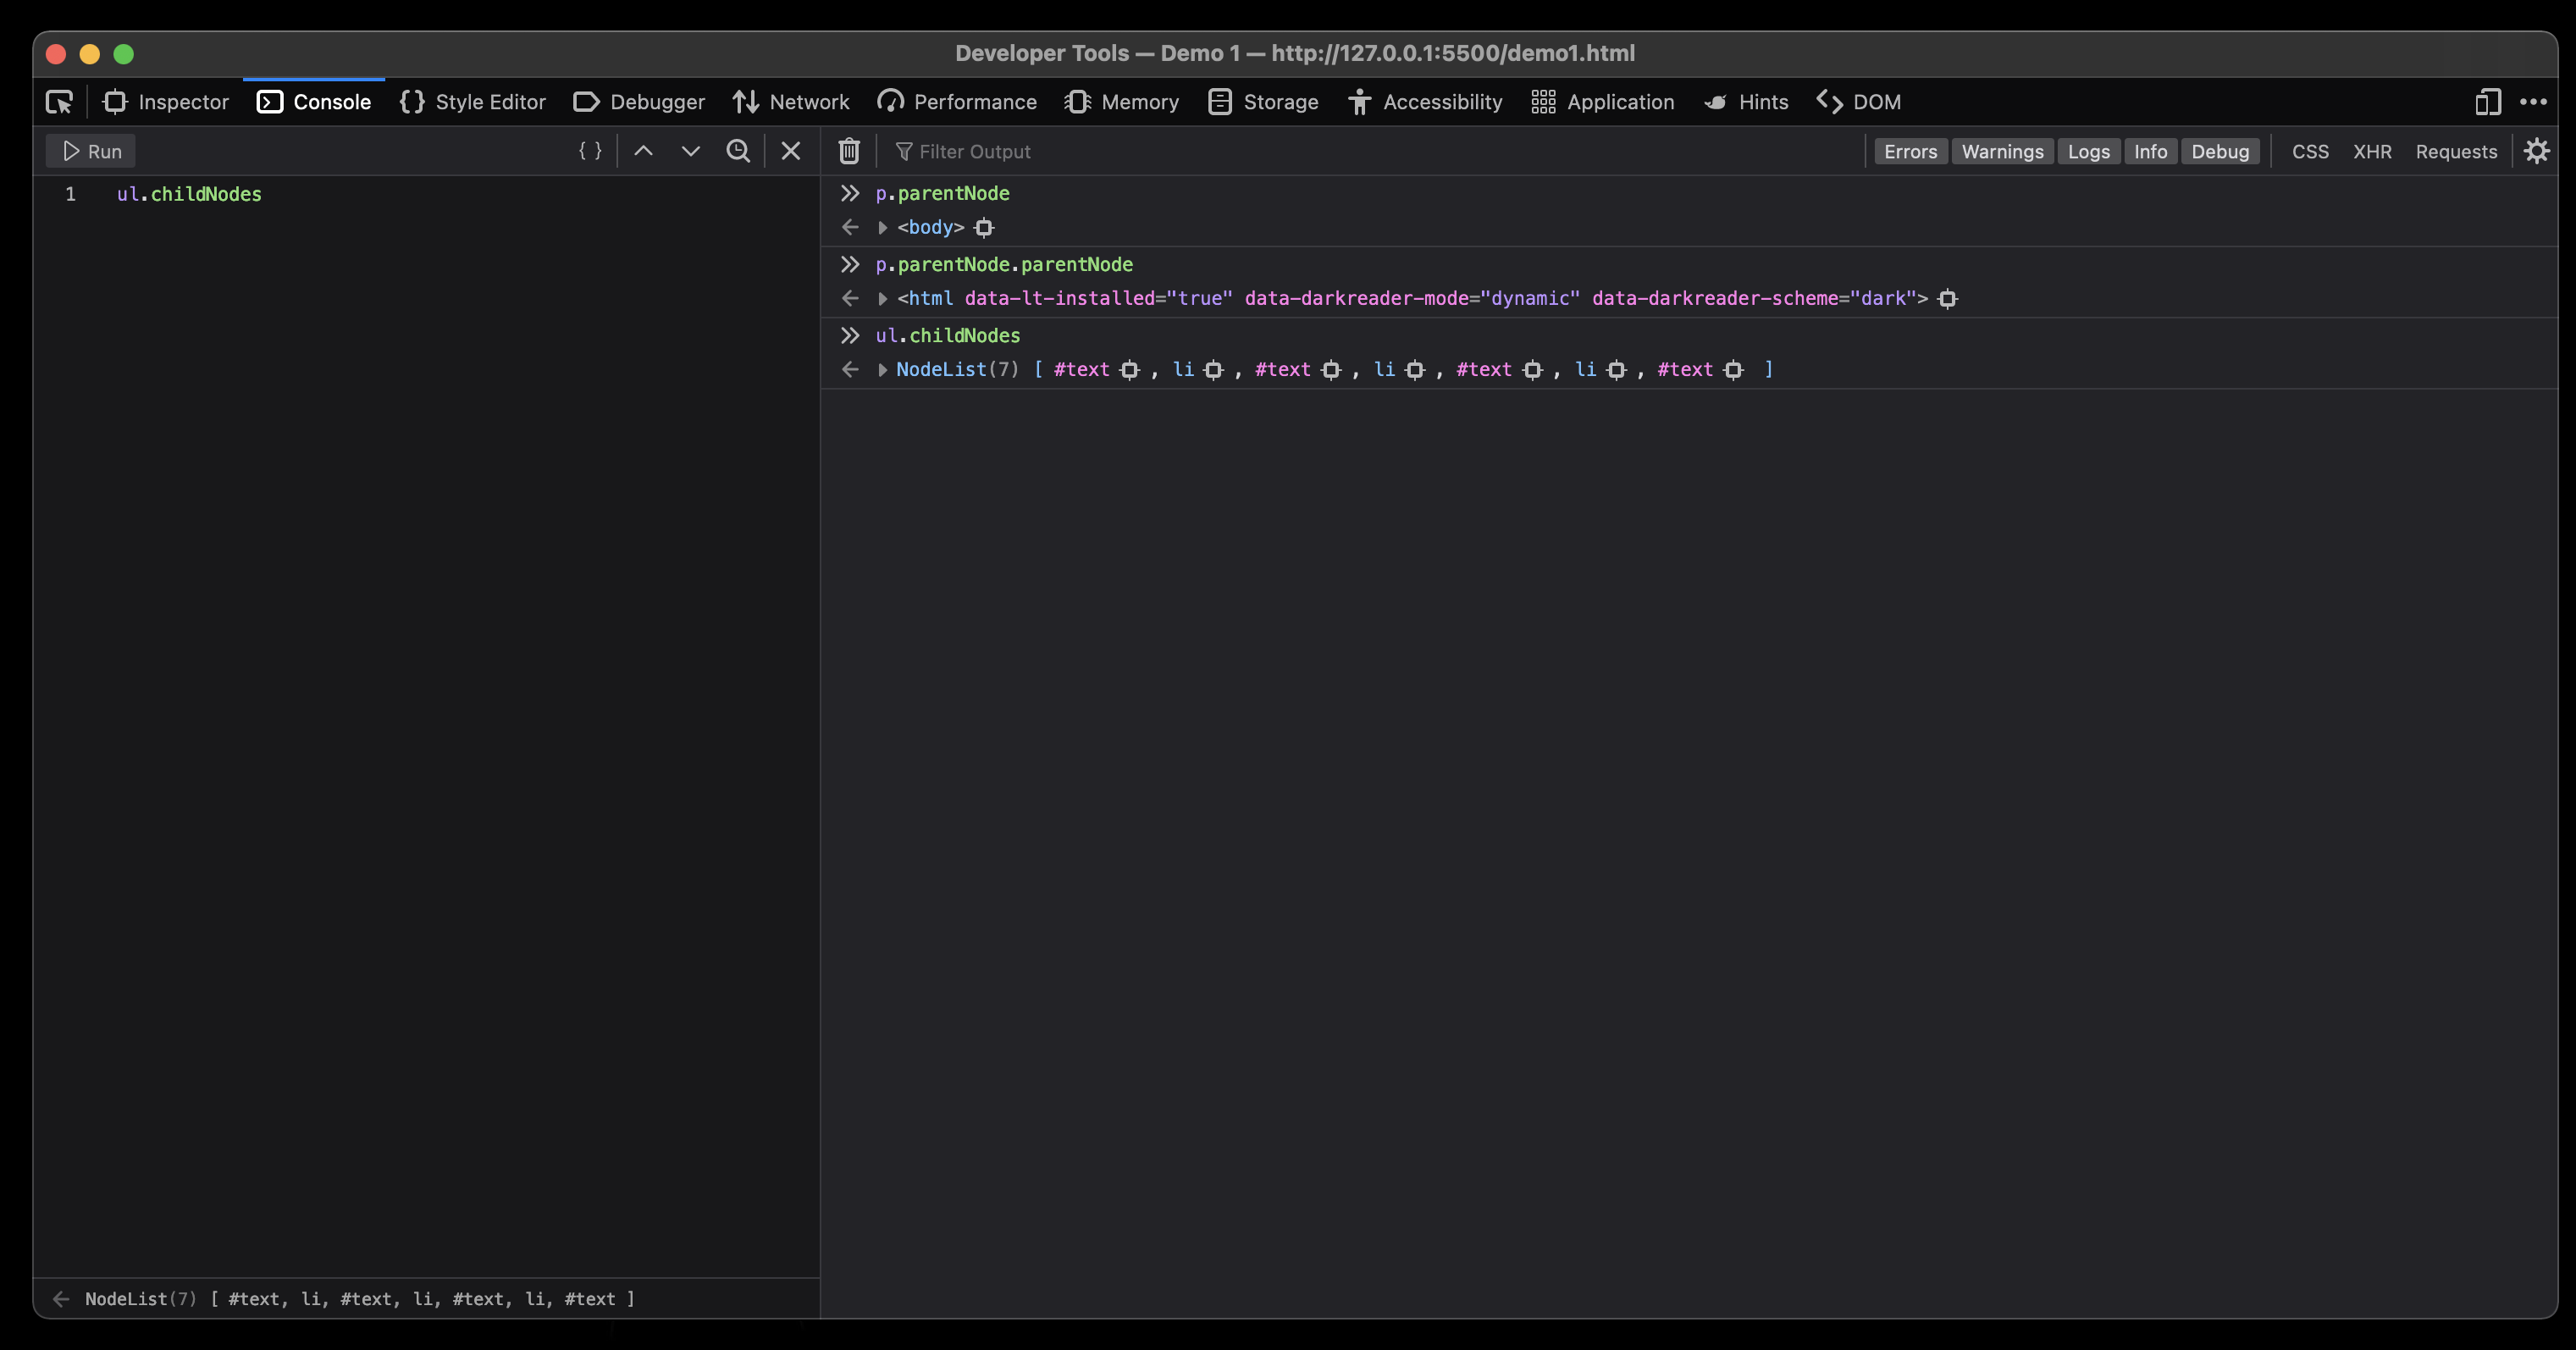 Developer Tools — Demo 1 — http://127.0.0.1:5500/demo1.html
Inspector Console Style Editor Debugger Network Performance Memory Storage Accessibility Application Hints DOM
Run
Filter Output
Errors Warnings Logs Info Debug CSS XHR Requests
1 ul.childNodes
p.parentNode
<body>
p.parentNode.parentNode
<html data-lt-installed="true" data-darkreader-mode="dynamic" data-darkreader-scheme="dark">
ul.childNodes
NodeList(7) [ #text , li , #text , li , #text , li , #text ]
NodeList(7) [ #text, li, #text, li, #text, li, #text ]